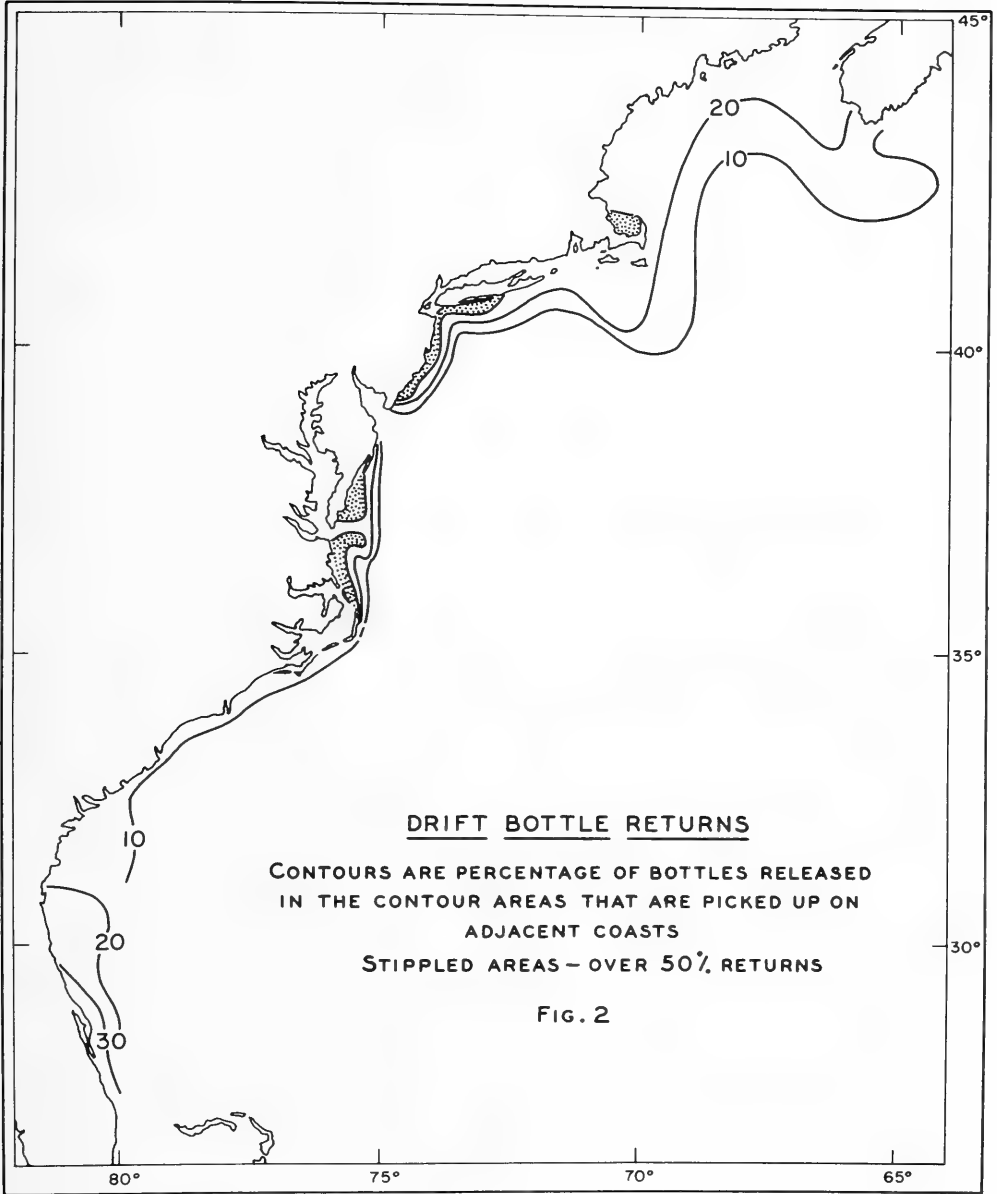 45°
20
10
40°
35°
DRIFT BOTTLE RETURNS
10
CONTOURS ARE PERCENTAGE OF BOTTLES RELEASED
IN THE CONTOUR AREAS THAT ARE PICKED UP ON
ADJACENT COASTS
20
30°
STIPPLED AREAS – OVER 50% RETURNS
FIG. 2
30
80°
75°
70°
65°